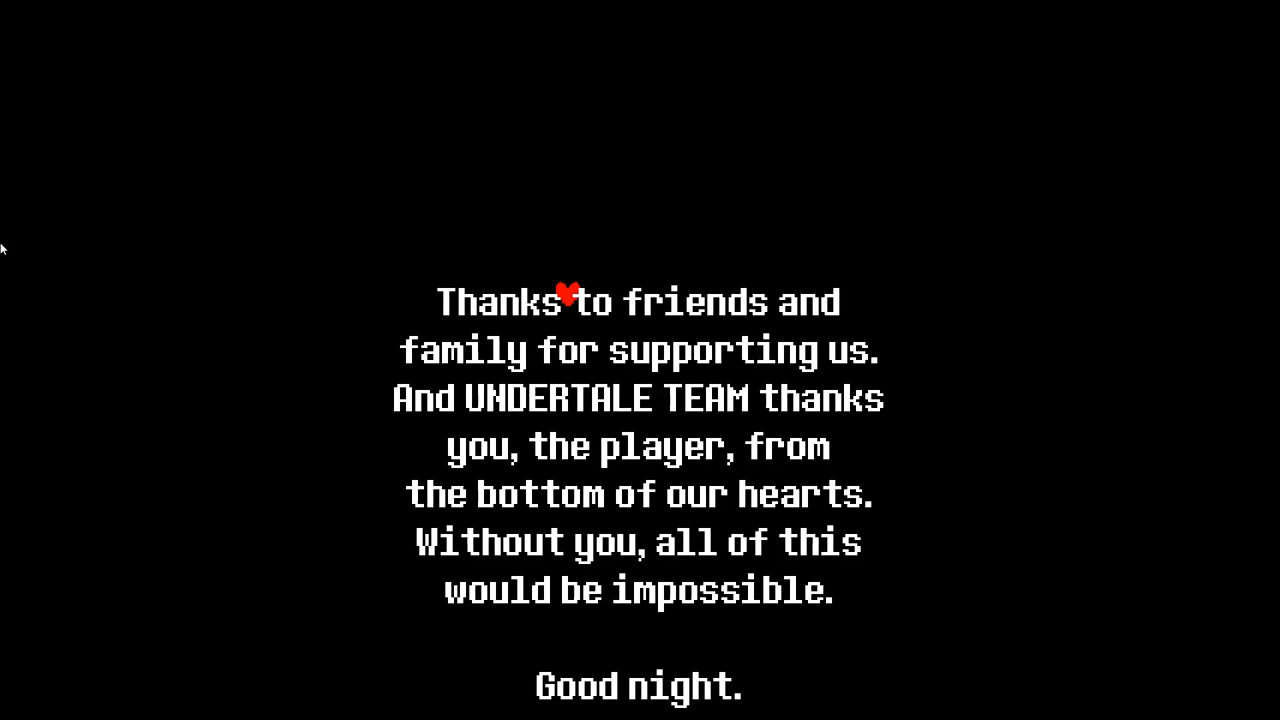 Thanks to friends and
family for supporting us.
And UNDERTALE TEAM thanks
you, the player, from
the bottom of our hearts.
Without you, all of this
would be impossible.
Good night.